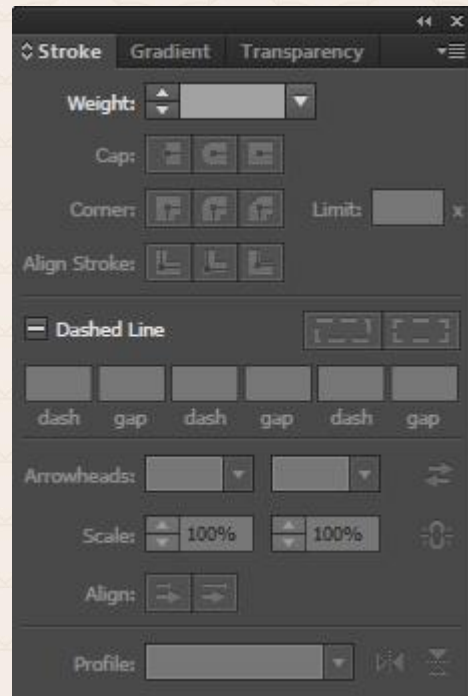 Stroke Gradient Transparency
Weight:
Cap:
Corner: Limit: x
Align Stroke:
Dashed Line
dash gap dash gap dash gap
Arrowheads:
Scale: 100% 100%
Align:
Profile: